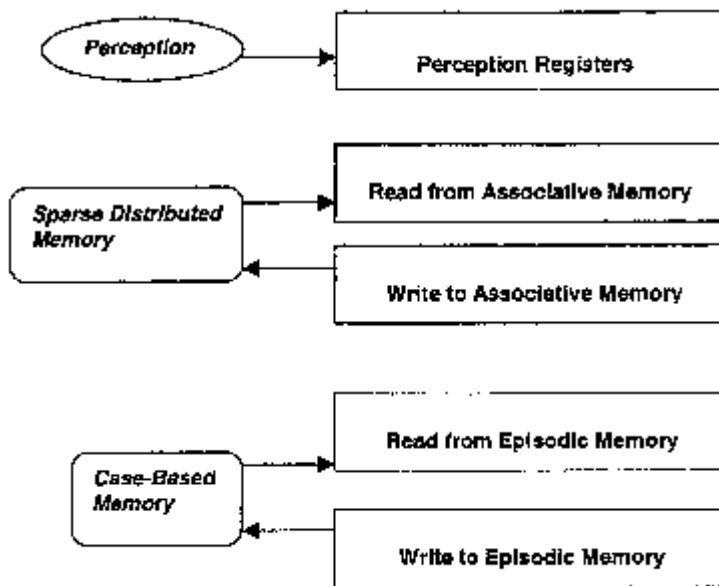 Perception
Perception Registers
Sparse Distributed
Memory
Read from Associative Memory
Write to Associative Memory
Case-Based
Memory
Read from Episodic Memory
Write to Episodic Memory